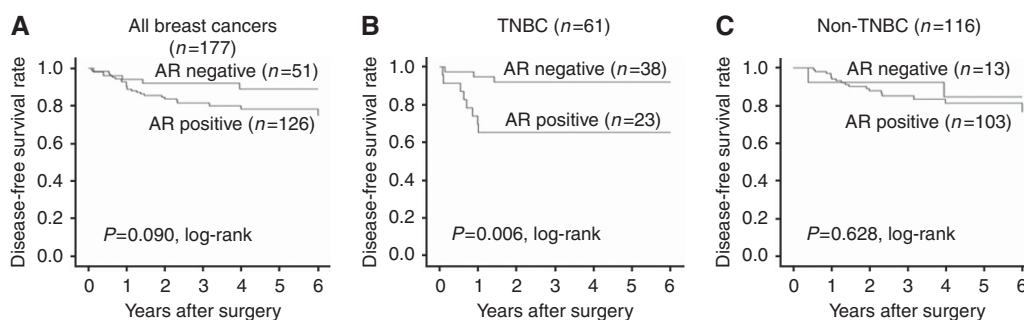 A
All breast cancers
(n=177)
Disease-free survival rate
1.0
0.8
0.6
0.4
0.2
0.0
AR negative (n=51)
AR positive (n=126)
P=0.090, log-rank
0 1 2 3 4 5 6
Years after surgery
B
TNBC (n=61)
Disease-free survival rate
1.0
0.8
0.6
0.4
0.2
0.0
AR negative (n=38)
AR positive (n=23)
P=0.006, log-rank
0 1 2 3 4 5 6
Years after surgery
C
Non-TNBC (n=116)
Disease-free survival rate
1.0
0.8
0.6
0.4
0.2
0.0
AR negative (n=13)
AR positive (n=103)
P=0.628, log-rank
0 1 2 3 4 5 6
Years after surgery